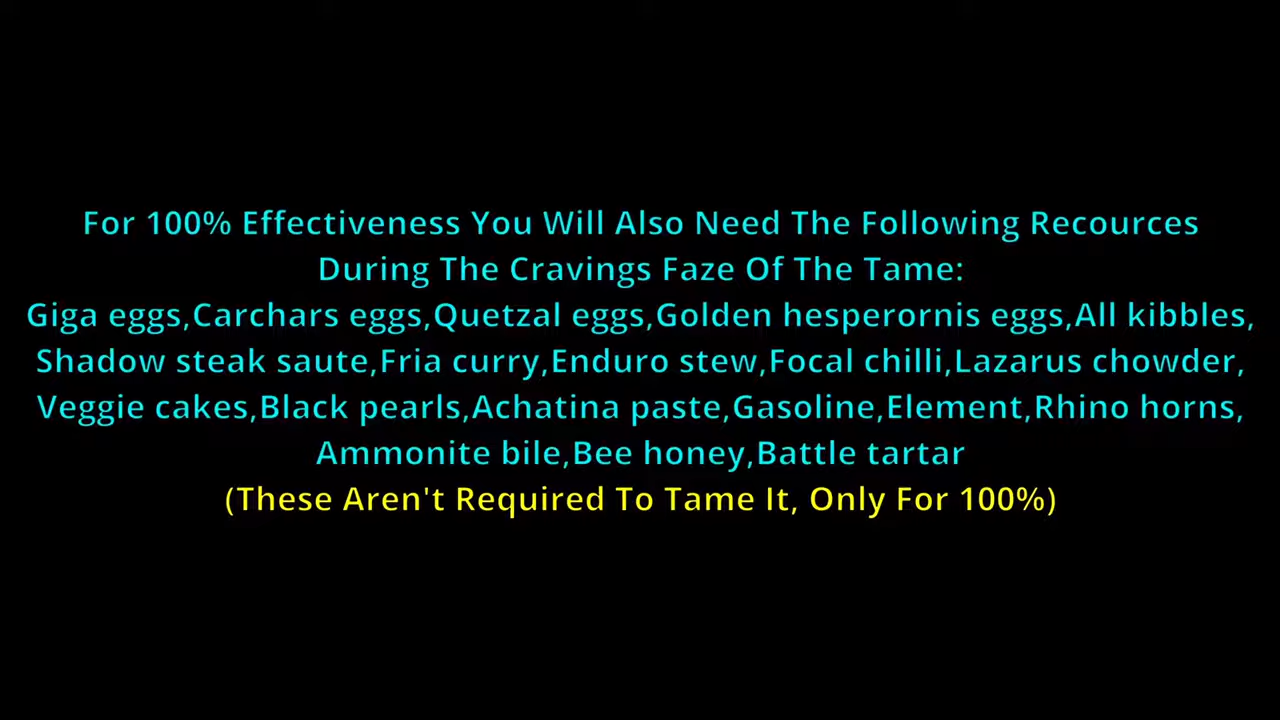 For 100% Effectiveness You Will Also Need The Following Recources
During The Cravings Faze Of The Tame:
Giga eggs,Carchars eggs,Quetzal eggs,Golden hesperornis eggs,All kibbles,
Shadow steak saute,Fria curry,Enduro stew,Focal chilli,Lazarus chowder,
Veggie cakes,Black pearls,Achatina paste,Gasoline,Element,Rhino horns,
Ammonite bile,Bee honey,Battle tartar
(These Aren't Required To Tame It, Only For 100%)